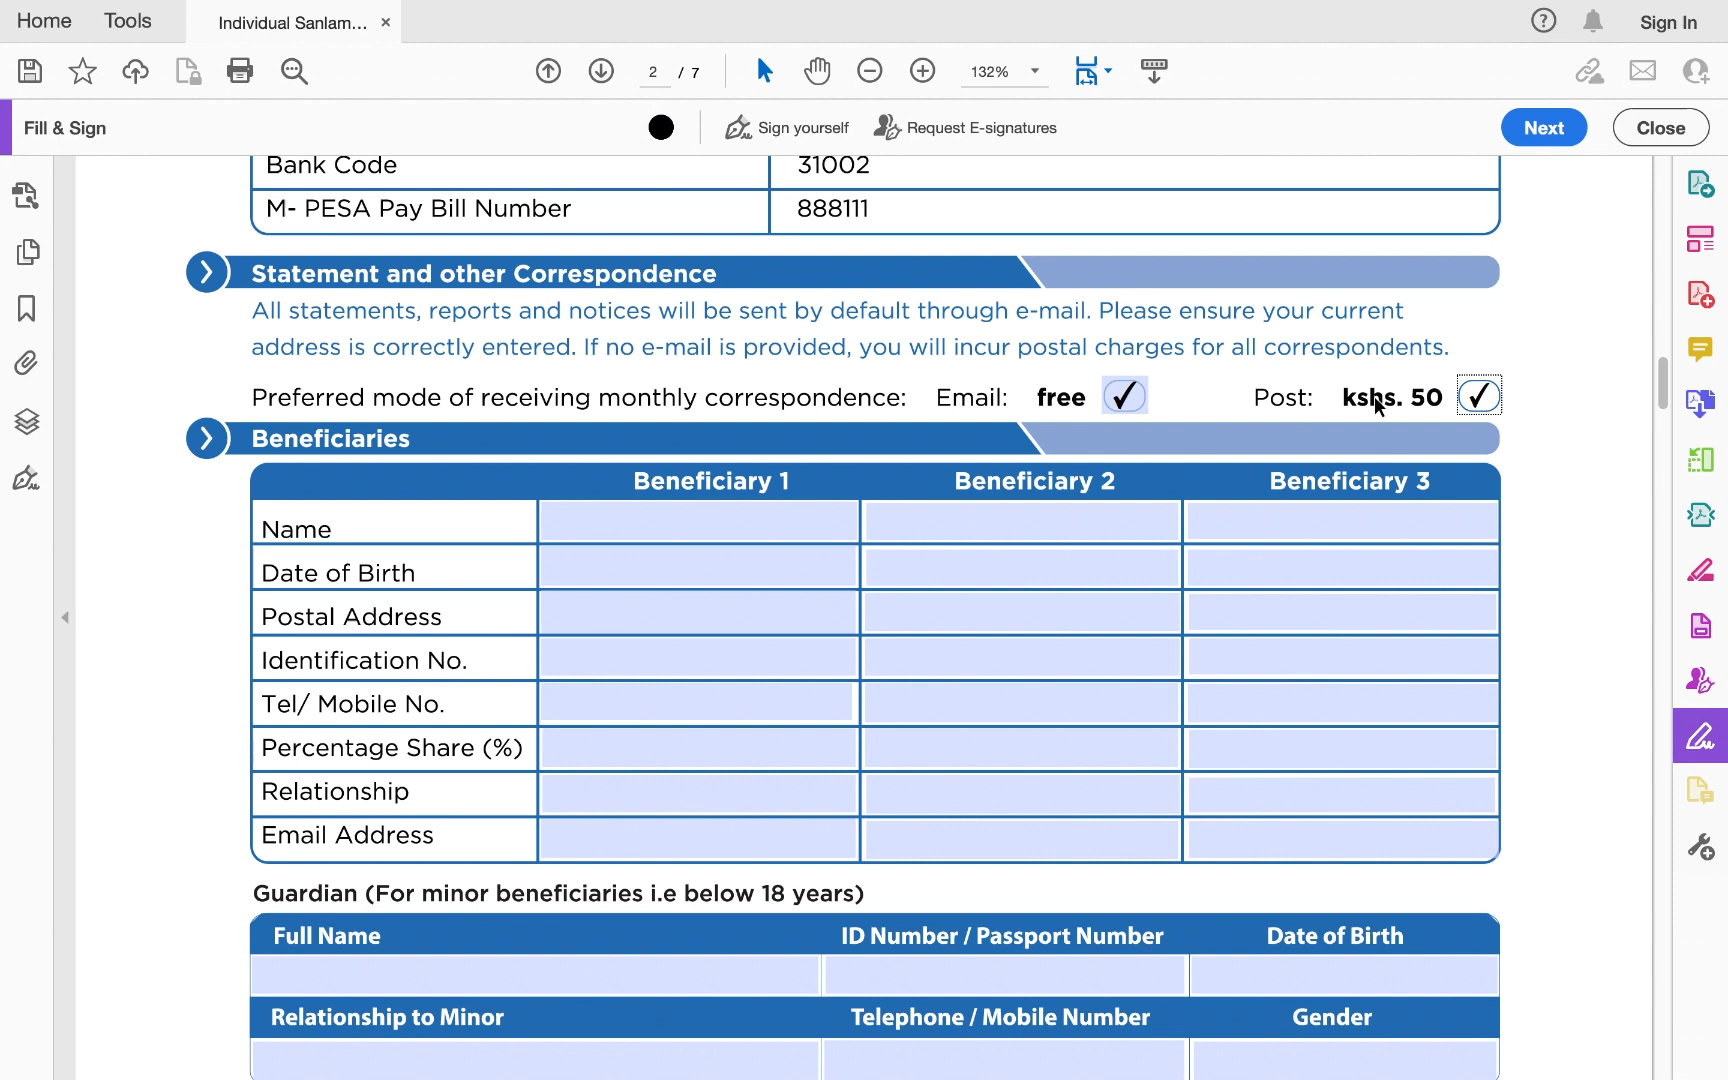 Home Tools Individual Sanlam... × Sign In
2 / 7 132%
Fill & Sign Sign yourself Request E-signatures Next Close
Bank Code 31002
M- PESA Pay Bill Number 888111
Statement and other Correspondence
All statements, reports and notices will be sent by default through e-mail. Please ensure your current
address is correctly entered. If no e-mail is provided, you will incur postal charges for all correspondents.
Preferred mode of receiving monthly correspondence: Email: free ✓ Post: kshs. 50 ✓
Beneficiaries
Beneficiary 1 Beneficiary 2 Beneficiary 3
Name
Date of Birth
Postal Address
Identification No.
Tel/ Mobile No.
Percentage Share (%)
Relationship
Email Address
Guardian (For minor beneficiaries i.e below 18 years)
Full Name ID Number / Passport Number Date of Birth
Relationship to Minor Telephone / Mobile Number Gender